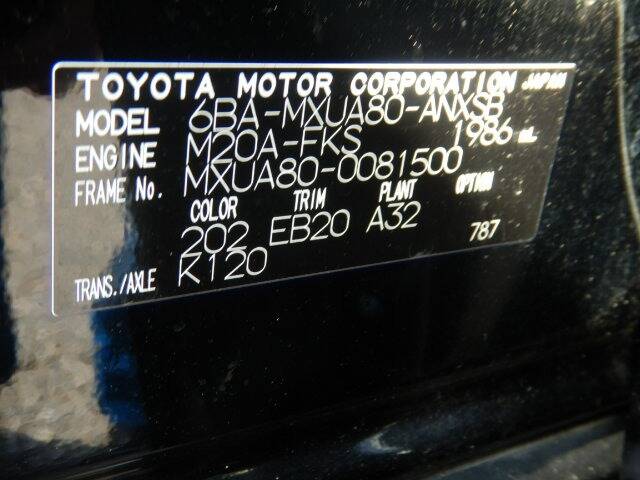 TOYOTA MOTOR CORPORATION JAPAN
MODEL 6BA-MXUA80-ANXSB
ENGINE M20A-FKS 1986 mL
FRAME No. MXUA80-0081500
COLOR TRIM PLANT OPTION
202 EB20 A32 787
TRANS./AXLE K120